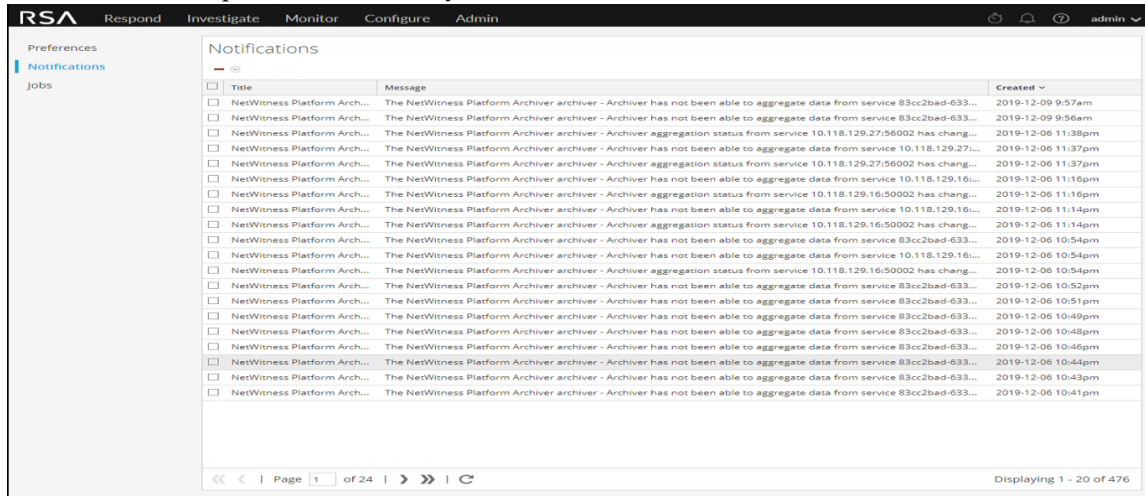 RSA Respond Investigate Monitor Configure Admin admin
Preferences
Notifications
Jobs
Notifications
Title Message Created
NetWitness Platform Arch... The NetWitness Platform Archiver archiver - Archiver has not been able to aggregate data from service 83cc2bad-633... 2019-12-09 9:57am
NetWitness Platform Arch... The NetWitness Platform Archiver archiver - Archiver has not been able to aggregate data from service 83cc2bad-633... 2019-12-09 9:56am
NetWitness Platform Arch... The NetWitness Platform Archiver archiver - Archiver aggregation status from service 10.118.129.27:56002 has chang... 2019-12-06 11:38pm
NetWitness Platform Arch... The NetWitness Platform Archiver archiver - Archiver has not been able to aggregate data from service 10.118.129.27:... 2019-12-06 11:37pm
NetWitness Platform Arch... The NetWitness Platform Archiver archiver - Archiver aggregation status from service 10.118.129.27:56002 has chang... 2019-12-06 11:37pm
NetWitness Platform Arch... The NetWitness Platform Archiver archiver - Archiver has not been able to aggregate data from service 10.118.129.16:... 2019-12-06 11:16pm
NetWitness Platform Arch... The NetWitness Platform Archiver archiver - Archiver aggregation status from service 10.118.129.16:50002 has chang... 2019-12-06 11:16pm
NetWitness Platform Arch... The NetWitness Platform Archiver archiver - Archiver has not been able to aggregate data from service 10.118.129.16:... 2019-12-06 11:14pm
NetWitness Platform Arch... The NetWitness Platform Archiver archiver - Archiver aggregation status from service 10.118.129.16:50002 has chang... 2019-12-06 11:14pm
NetWitness Platform Arch... The NetWitness Platform Archiver archiver - Archiver has not been able to aggregate data from service 83cc2bad-633... 2019-12-06 10:54pm
NetWitness Platform Arch... The NetWitness Platform Archiver archiver - Archiver has not been able to aggregate data from service 10.118.129.16:... 2019-12-06 10:54pm
NetWitness Platform Arch... The NetWitness Platform Archiver archiver - Archiver aggregation status from service 10.118.129.16:50002 has chang... 2019-12-06 10:54pm
NetWitness Platform Arch... The NetWitness Platform Archiver archiver - Archiver has not been able to aggregate data from service 83cc2bad-633... 2019-12-06 10:52pm
NetWitness Platform Arch... The NetWitness Platform Archiver archiver - Archiver has not been able to aggregate data from service 83cc2bad-633... 2019-12-06 10:51pm
NetWitness Platform Arch... The NetWitness Platform Archiver archiver - Archiver has not been able to aggregate data from service 83cc2bad-633... 2019-12-06 10:49pm
NetWitness Platform Arch... The NetWitness Platform Archiver archiver - Archiver has not been able to aggregate data from service 83cc2bad-633... 2019-12-06 10:48pm
NetWitness Platform Arch... The NetWitness Platform Archiver archiver - Archiver has not been able to aggregate data from service 83cc2bad-633... 2019-12-06 10:46pm
NetWitness Platform Arch... The NetWitness Platform Archiver archiver - Archiver has not been able to aggregate data from service 83cc2bad-633... 2019-12-06 10:44pm
NetWitness Platform Arch... The NetWitness Platform Archiver archiver - Archiver has not been able to aggregate data from service 83cc2bad-633... 2019-12-06 10:43pm
NetWitness Platform Arch... The NetWitness Platform Archiver archiver - Archiver has not been able to aggregate data from service 83cc2bad-633... 2019-12-06 10:41pm
Page 1 of 24 Displaying 1 - 20 of 476